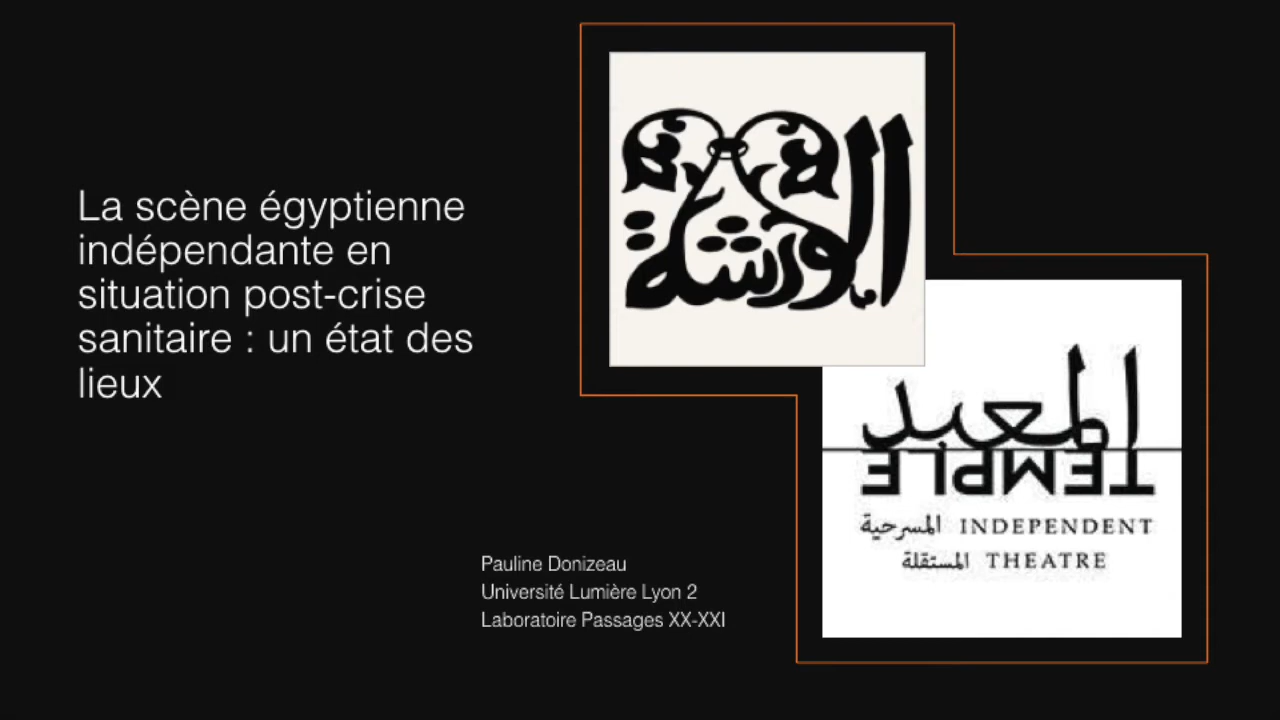 La scène égyptienne
indépendante en
situation post-crise
sanitaire : un état des
lieux
الورشة
المعبد
TEMPLE
المسرحية INDEPENDENT
المستقلة THEATRE
Pauline Donizeau
Université Lumière Lyon 2
Laboratoire Passages XX-XXI